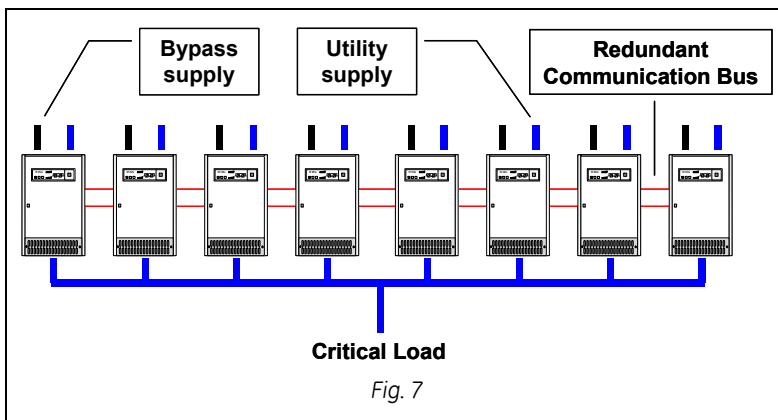 Bypass
supply
Utility
supply
Redundant
Communication Bus
Critical Load
Fig. 7